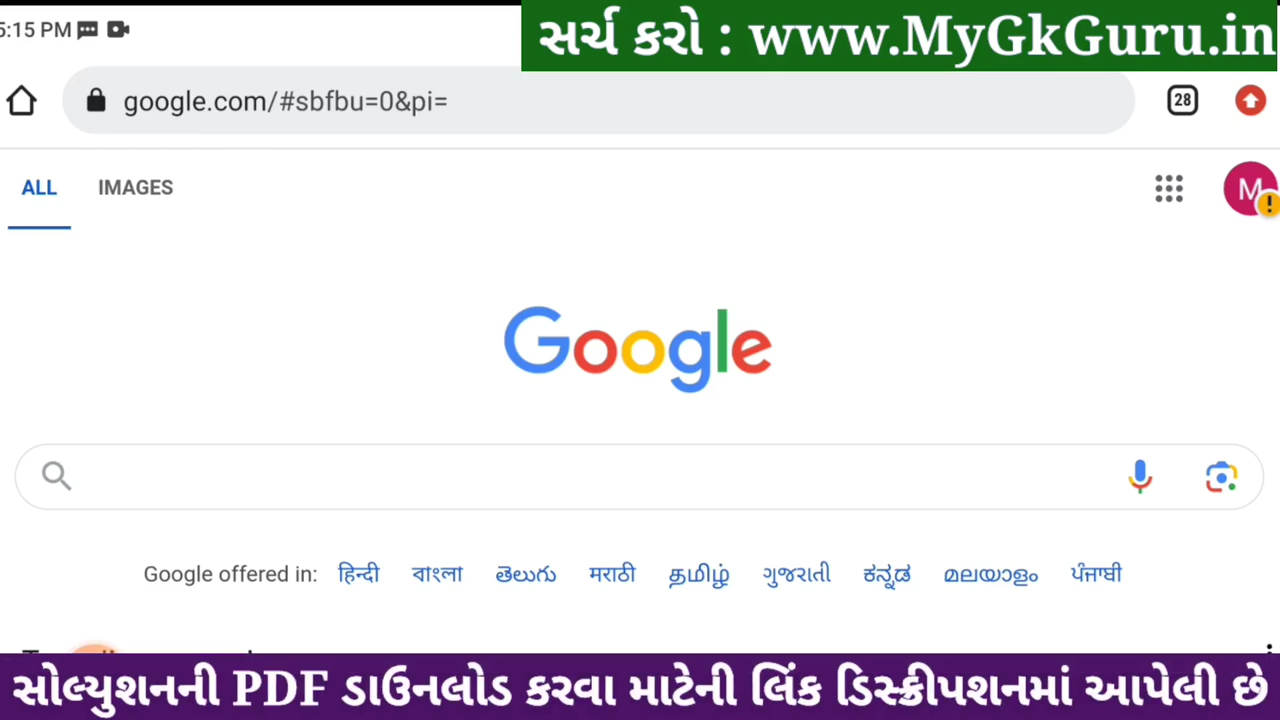 5:15 PM
સર્ચ કરો : www.MyGkGuru.in
google.com/#sbfbu=0&pi=
28
ALL IMAGES
M
Google
Google offered in: हिन्दी বাংলা తెలుగు मराठी தமிழ் ગુજરાતી ಕನ್ನಡ മലയാളം ਪੰਜਾਬੀ
સોલ્યુશનની PDF ડાઉનલોડ કરવા માટેની લિંક ડિસ્ક્રીપશનમાં આપેલી છે